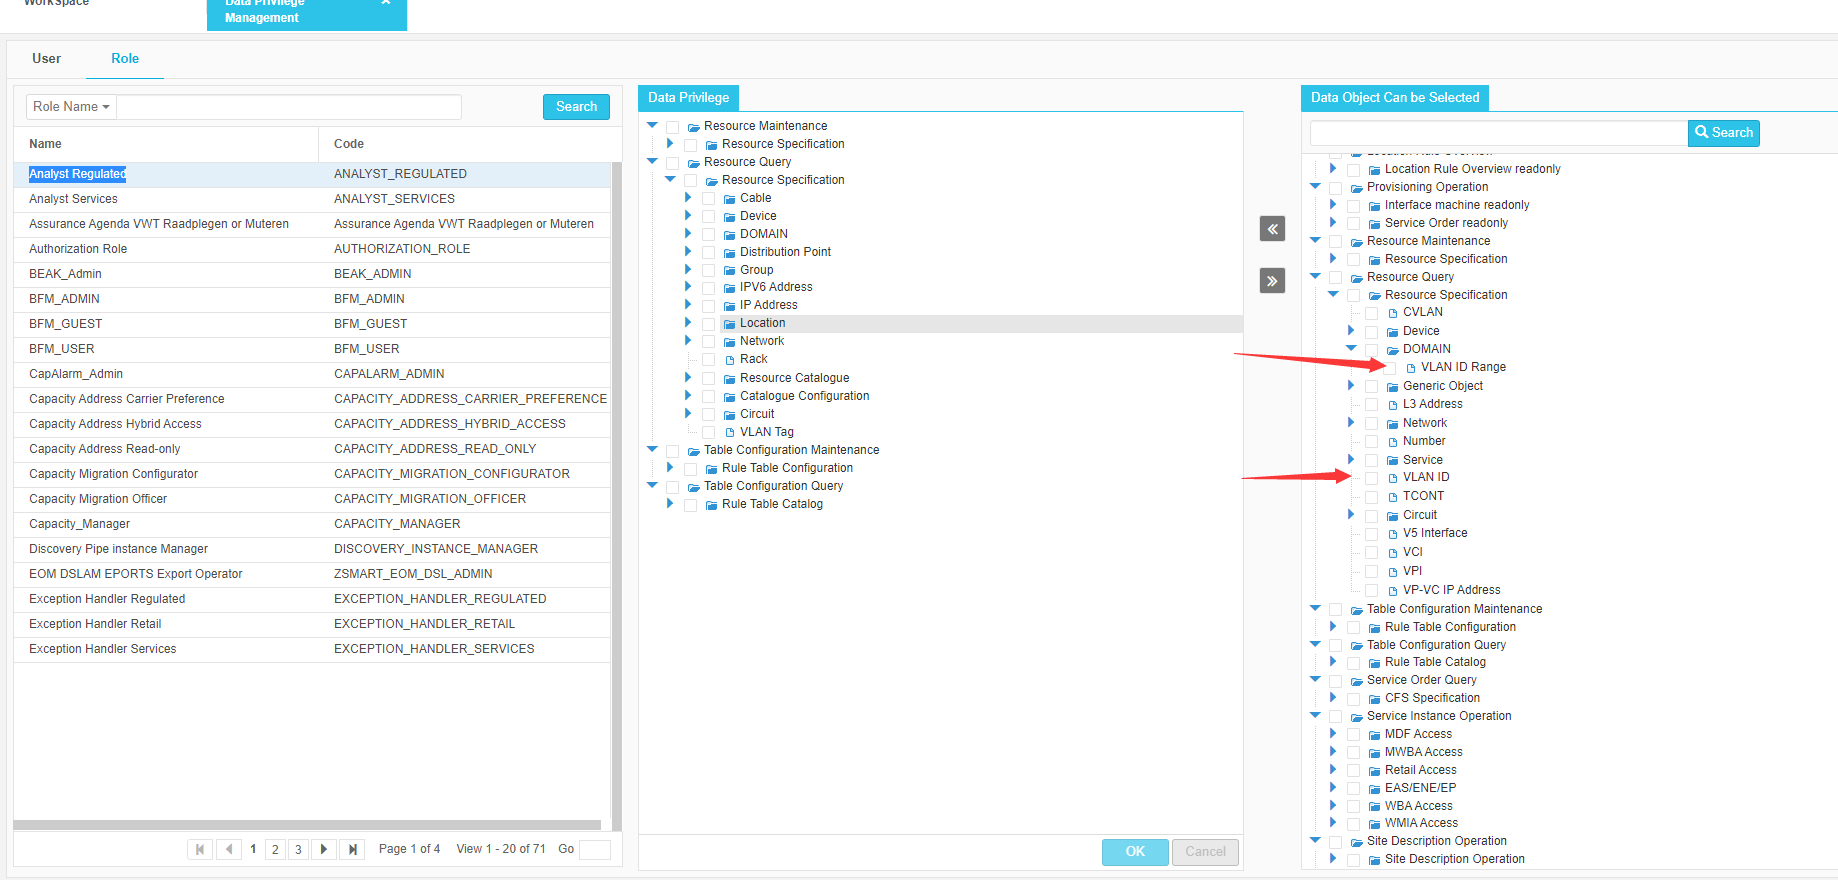 WorkSpace
Data Privilege
Management
×
User
Role
Role Name
Search
Name
Code
Analyst Regulated
ANALYST_REGULATED
Analyst Services
ANALYST_SERVICES
Assurance Agenda VWT Raadplegen or Muteren
Assurance Agenda VWT Raadplegen or Muteren
Authorization Role
AUTHORIZATION_ROLE
BEAK_Admin
BEAK_ADMIN
BFM_ADMIN
BFM_ADMIN
BFM_GUEST
BFM_GUEST
BFM_USER
BFM_USER
CapAlarm_Admin
CAPALARM_ADMIN
Capacity Address Carrier Preference
CAPACITY_ADDRESS_CARRIER_PREFERENCE
Capacity Address Hybrid Access
CAPACITY_ADDRESS_HYBRID_ACCESS
Capacity Address Read-only
CAPACITY_ADDRESS_READ_ONLY
Capacity Migration Configurator
CAPACITY_MIGRATION_CONFIGURATOR
Capacity Migration Officer
CAPACITY_MIGRATION_OFFICER
Capacity_Manager
CAPACITY_MANAGER
Discovery Pipe instance Manager
DISCOVERY_INSTANCE_MANAGER
EOM DSLAM EPORTS Export Operator
ZSMART_EOM_DSL_ADMIN
Exception Handler Regulated
EXCEPTION_HANDLER_REGULATED
Exception Handler Retail
EXCEPTION_HANDLER_RETAIL
Exception Handler Services
EXCEPTION_HANDLER_SERVICES
1
2
3
Page 1 of 4
View 1 - 20 of 71
Go
Data Privilege
Resource Maintenance
Resource Specification
Resource Query
Resource Specification
Cable
Device
DOMAIN
Distribution Point
Group
IPV6 Address
IP Address
Location
Network
Rack
Resource Catalogue
Catalogue Configuration
Circuit
VLAN Tag
Table Configuration Maintenance
Rule Table Configuration
Table Configuration Query
Rule Table Catalog
OK
Cancel
Data Object Can be Selected
Search
Location Rule Overview
Location Rule Overview readonly
Provisioning Operation
Interface machine readonly
Service Order readonly
Resource Maintenance
Resource Specification
Resource Query
Resource Specification
CVLAN
Device
DOMAIN
VLAN ID Range
Generic Object
L3 Address
Network
Number
Service
VLAN ID
TCONT
Circuit
V5 Interface
VCI
VPI
VP-VC IP Address
Table Configuration Maintenance
Rule Table Configuration
Table Configuration Query
Rule Table Catalog
Service Order Query
CFS Specification
Service Instance Operation
MDF Access
MWBA Access
Retail Access
EAS/ENE/EP
WBA Access
WMIA Access
Site Description Operation
Site Description Operation